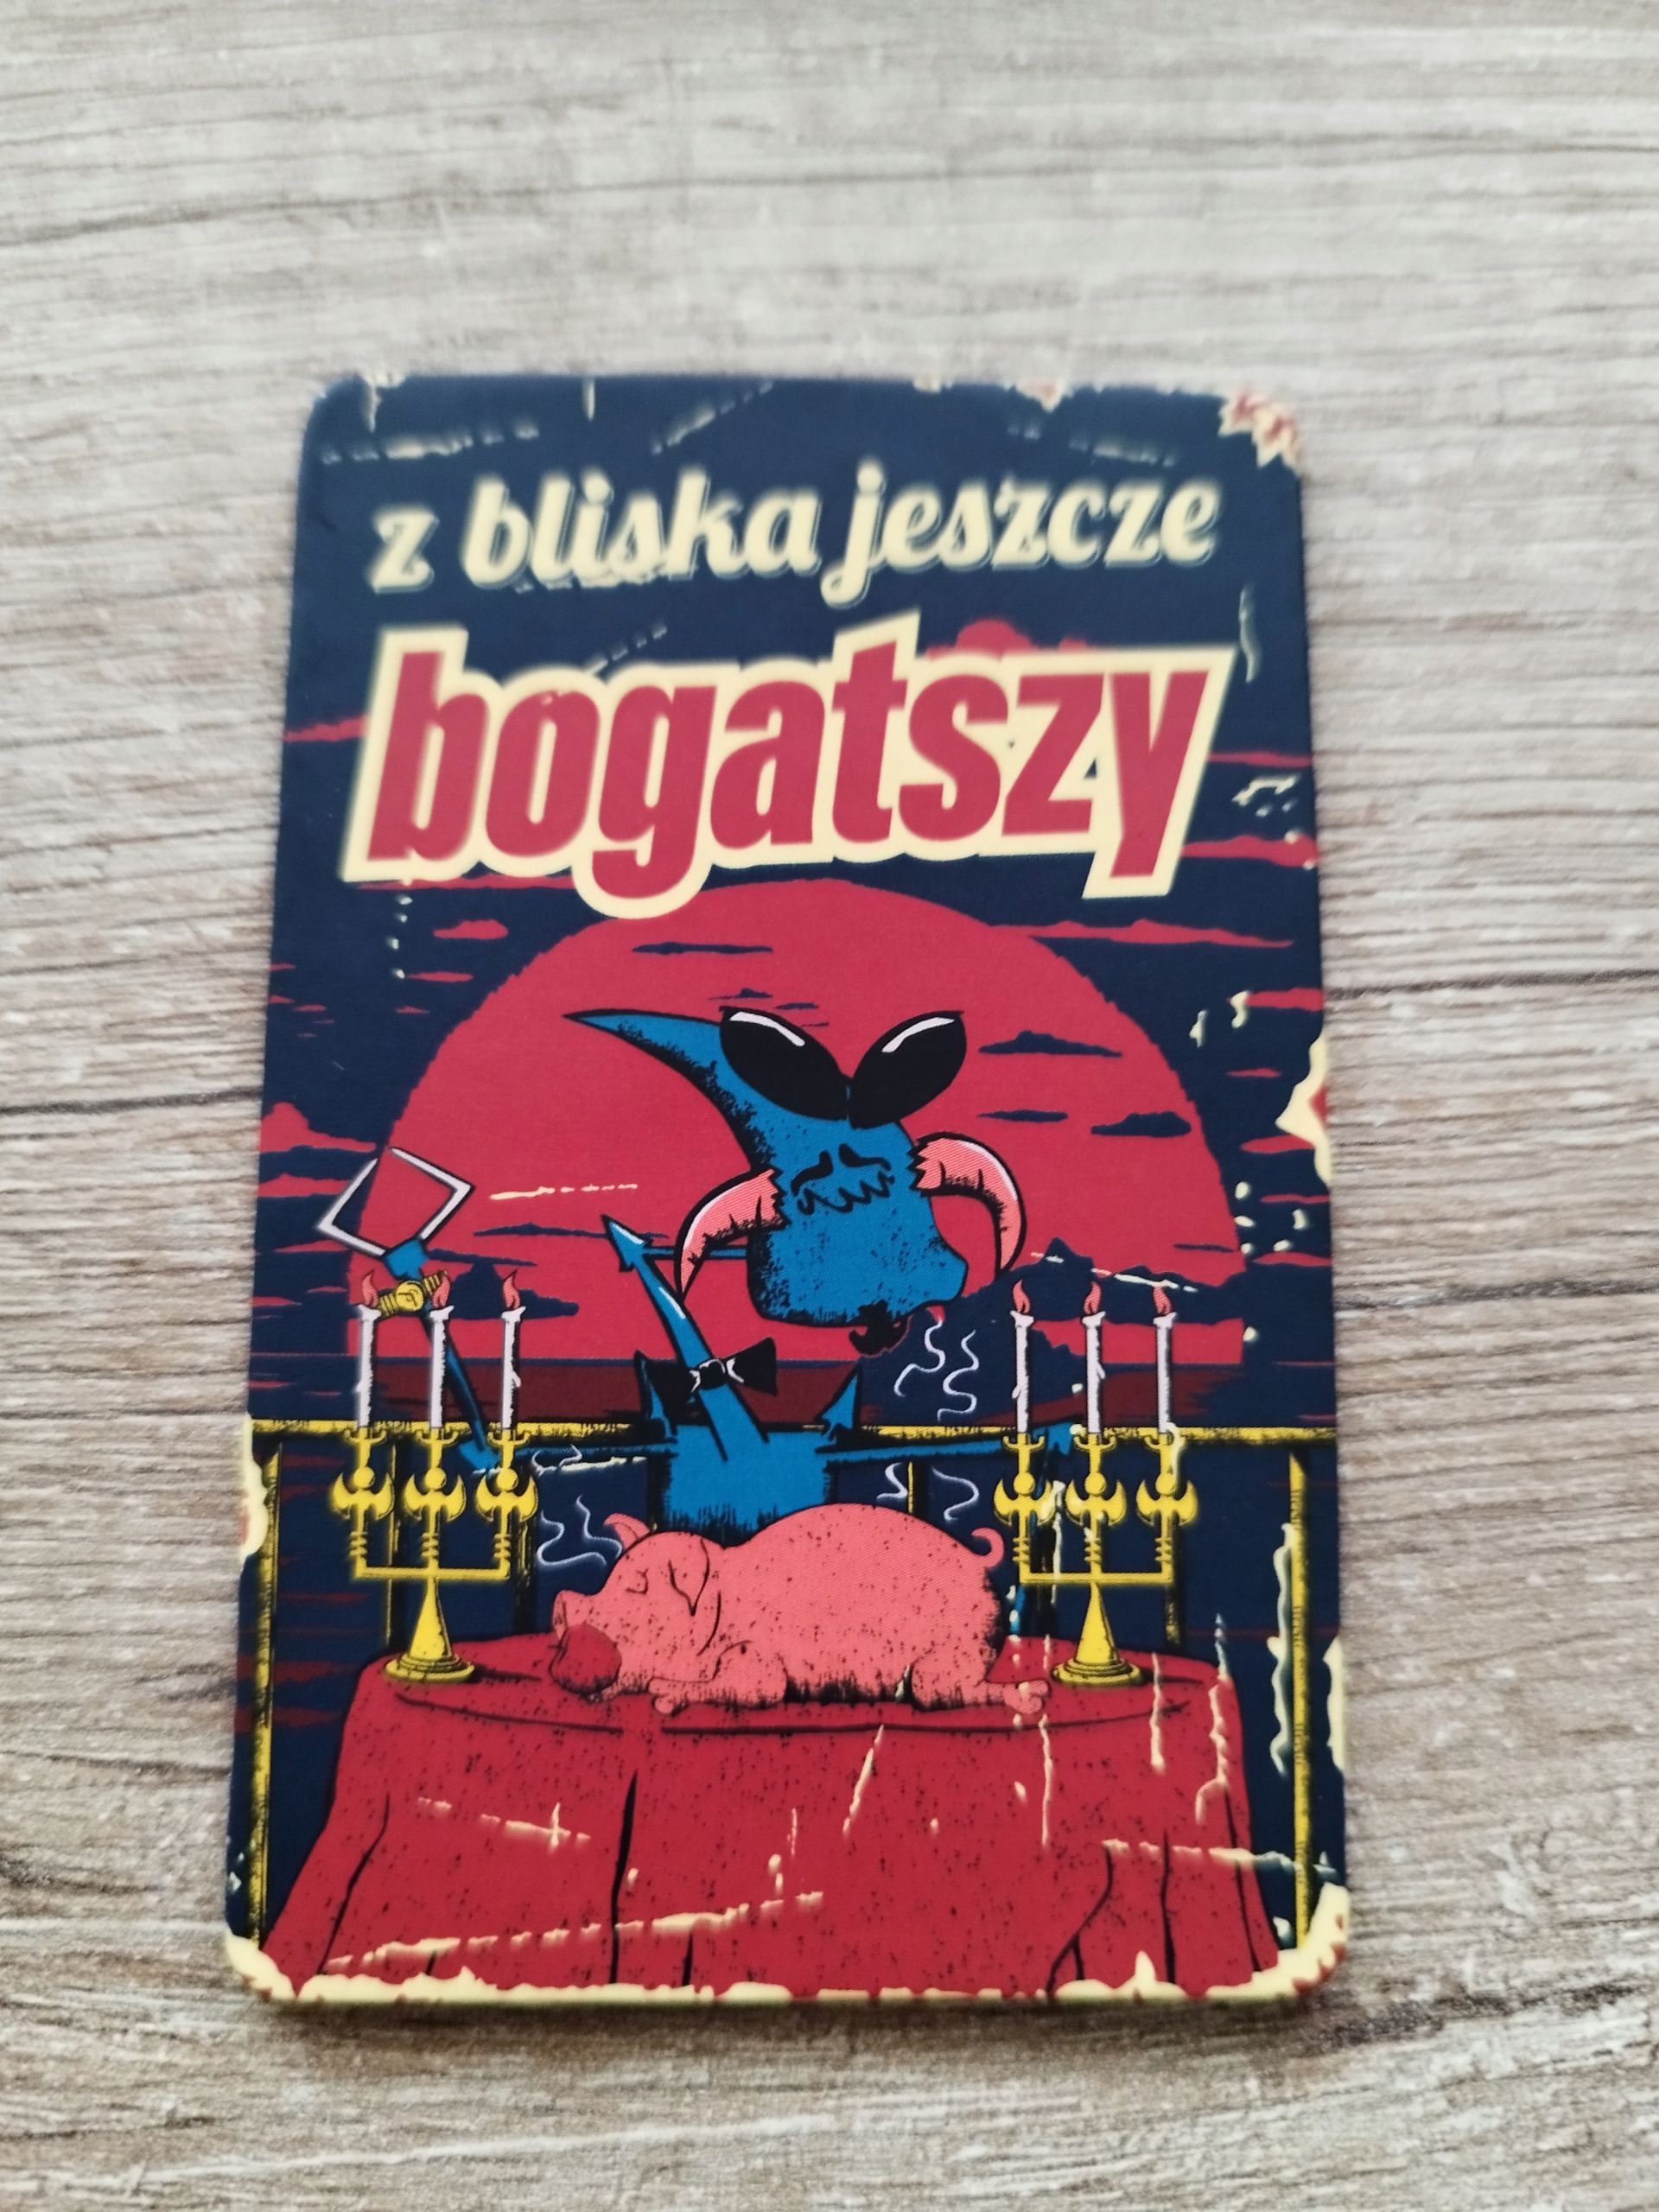 z bliska jeszcze
bogatszy